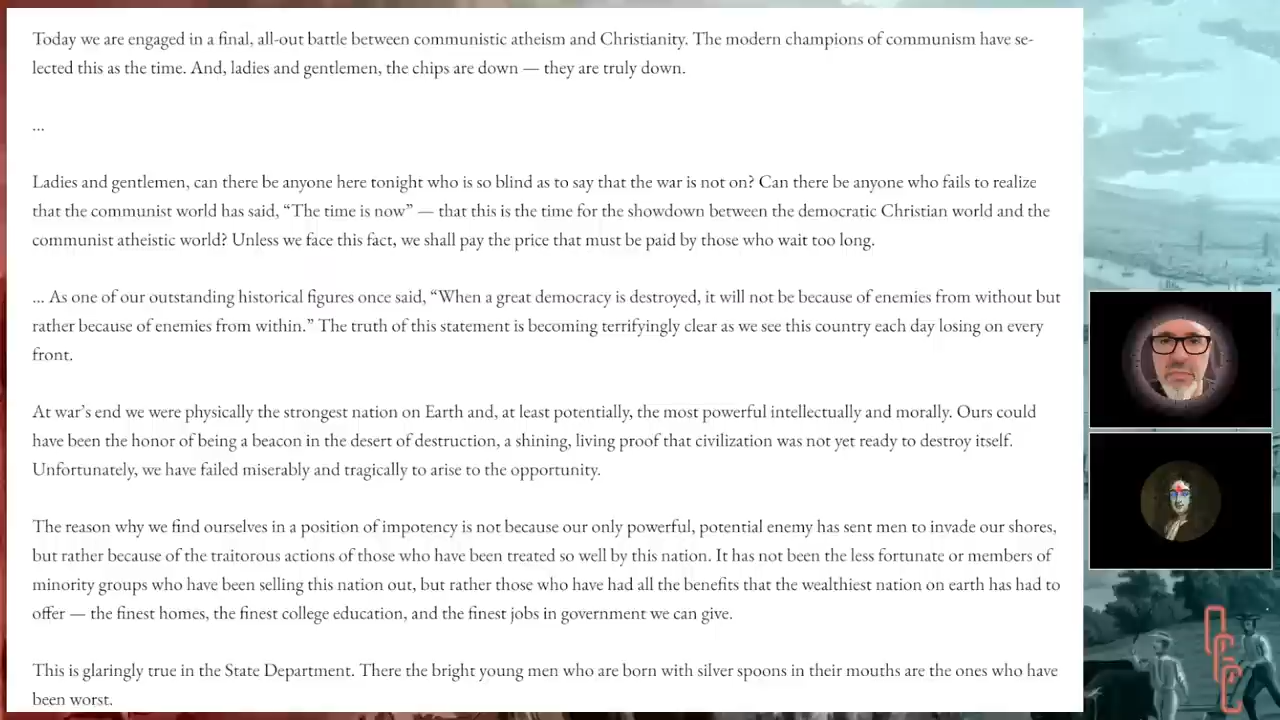 Today we are engaged in a final, all-out battle between communistic atheism and Christianity. The modern champions of communism have se-
lected this as the time. And, ladies and gentlemen, the chips are down — they are truly down.
...
Ladies and gentlemen, can there be anyone here tonight who is so blind as to say that the war is not on? Can there be anyone who fails to realize
that the communist world has said, “The time is now” — that this is the time for the showdown between the democratic Christian world and the
communist atheistic world? Unless we face this fact, we shall pay the price that must be paid by those who wait too long.
... As one of our outstanding historical figures once said, “When a great democracy is destroyed, it will not be because of enemies from without but
rather because of enemies from within.” The truth of this statement is becoming terrifyingly clear as we see this country each day losing on every
front.
At war’s end we were physically the strongest nation on Earth and, at least potentially, the most powerful intellectually and morally. Ours could
have been the honor of being a beacon in the desert of destruction, a shining, living proof that civilization was not yet ready to destroy itself.
Unfortunately, we have failed miserably and tragically to arise to the opportunity.
The reason why we find ourselves in a position of impotency is not because our only powerful, potential enemy has sent men to invade our shores,
but rather because of the traitorous actions of those who have been treated so well by this nation. It has not been the less fortunate or members of
minority groups who have been selling this nation out, but rather those who have had all the benefits that the wealthiest nation on earth has had to
offer — the finest homes, the finest college education, and the finest jobs in government we can give.
This is glaringly true in the State Department. There the bright young men who are born with silver spoons in their mouths are the ones who have
been worst.